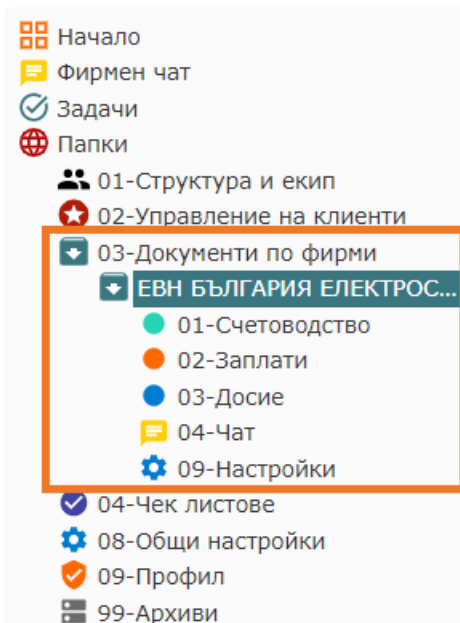 Начало
Фирмен чат
Задачи
Папки
01-Структура и екип
02-Управление на клиенти
03-Документи по фирми
ЕВН БЪЛГАРИЯ ЕЛЕКТРОС...
01-Счетоводство
02-Заплати
03-Досие
04-Чат
09-Настройки
04-Чек листове
08-Общи настройки
09-Профил
99-Архиви